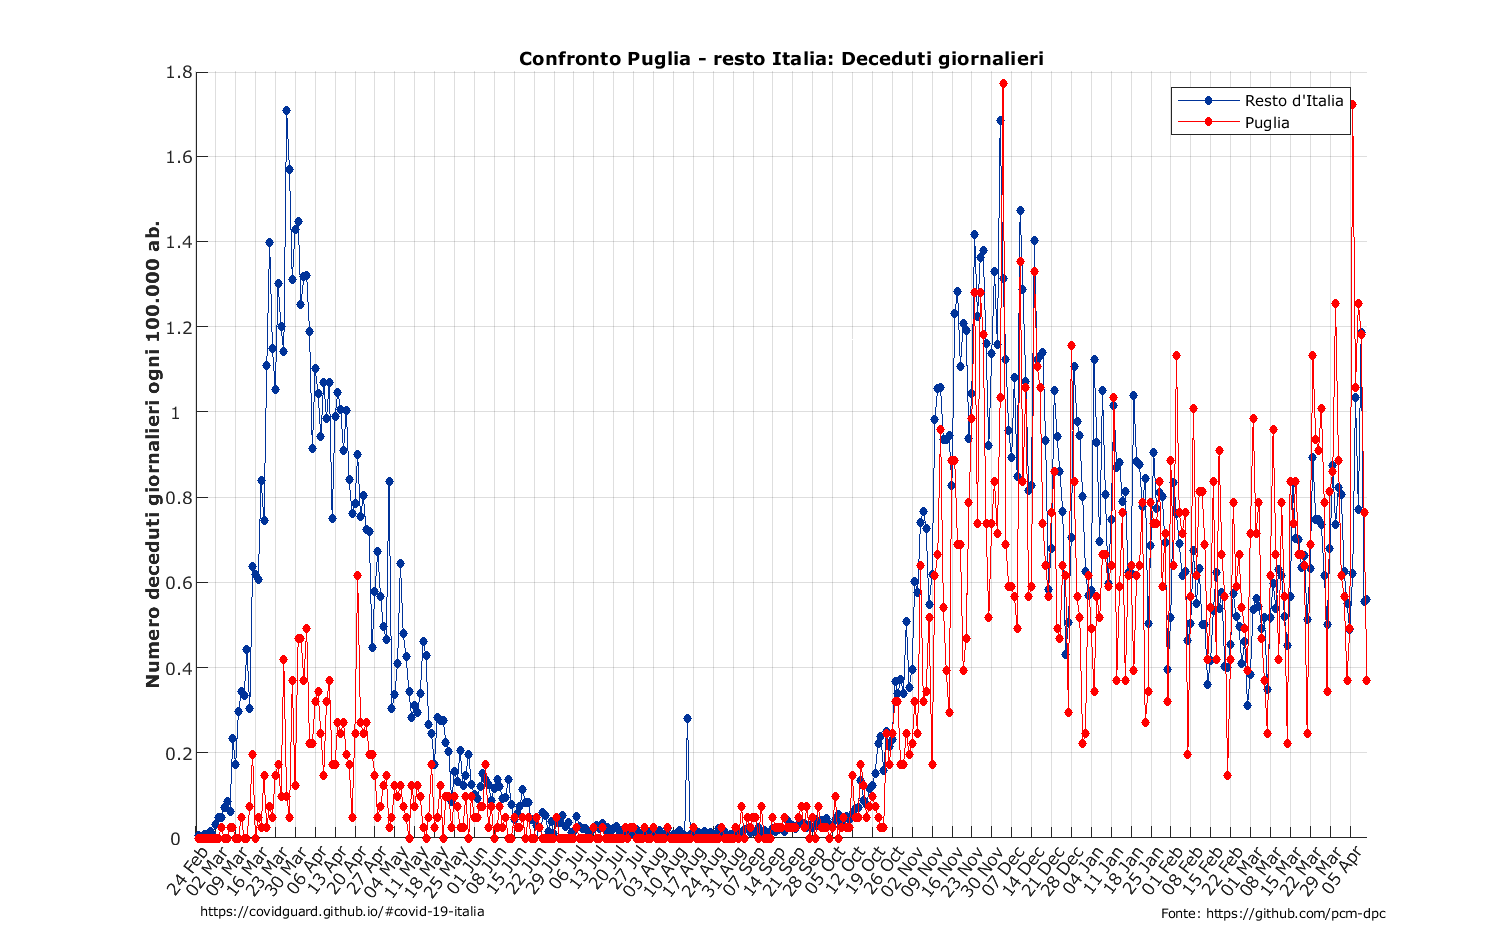 Confronto Puglia - resto Italia: Deceduti giornalieri
Numero deceduti giornalieri ogni 100.000 ab.
1.8
1.6
1.4
1.2
1
0.8
0.6
0.4
0.2
0
Resto d'Italia
Puglia
24 Feb
02 Mar
09 Mar
16 Mar
23 Mar
30 Mar
06 Apr
13 Apr
20 Apr
27 Apr
04 May
11 May
18 May
25 May
01 Jun
08 Jun
15 Jun
22 Jun
29 Jun
06 Jul
13 Jul
20 Jul
27 Jul
03 Aug
10 Aug
17 Aug
24 Aug
31 Aug
07 Sep
14 Sep
21 Sep
28 Sep
05 Oct
12 Oct
19 Oct
26 Oct
02 Nov
09 Nov
16 Nov
23 Nov
30 Nov
07 Dec
14 Dec
21 Dec
28 Dec
04 Jan
11 Jan
18 Jan
25 Jan
01 Feb
08 Feb
15 Feb
22 Feb
01 Mar
08 Mar
15 Mar
22 Mar
29 Mar
05 Apr
https://covidguard.github.io/#covid-19-italia
Fonte: https://github.com/pcm-dpc